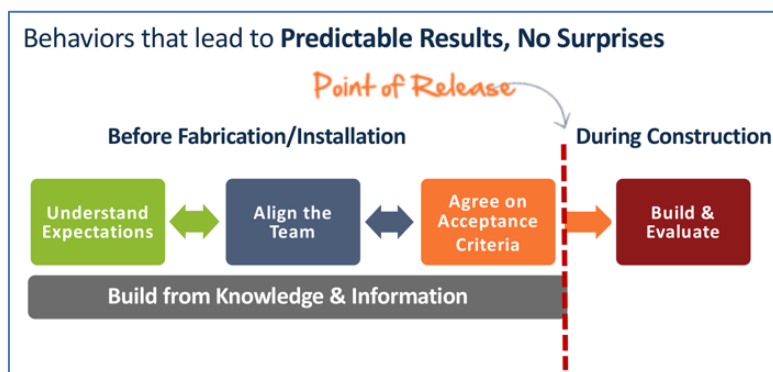 Behaviors that lead to Predictable Results, No Surprises
Point of Release
Before Fabrication/Installation
During Construction
Understand
Expectations
Align the
Team
Agree on
Acceptance
Criteria
Build &
Evaluate
Build from Knowledge & Information